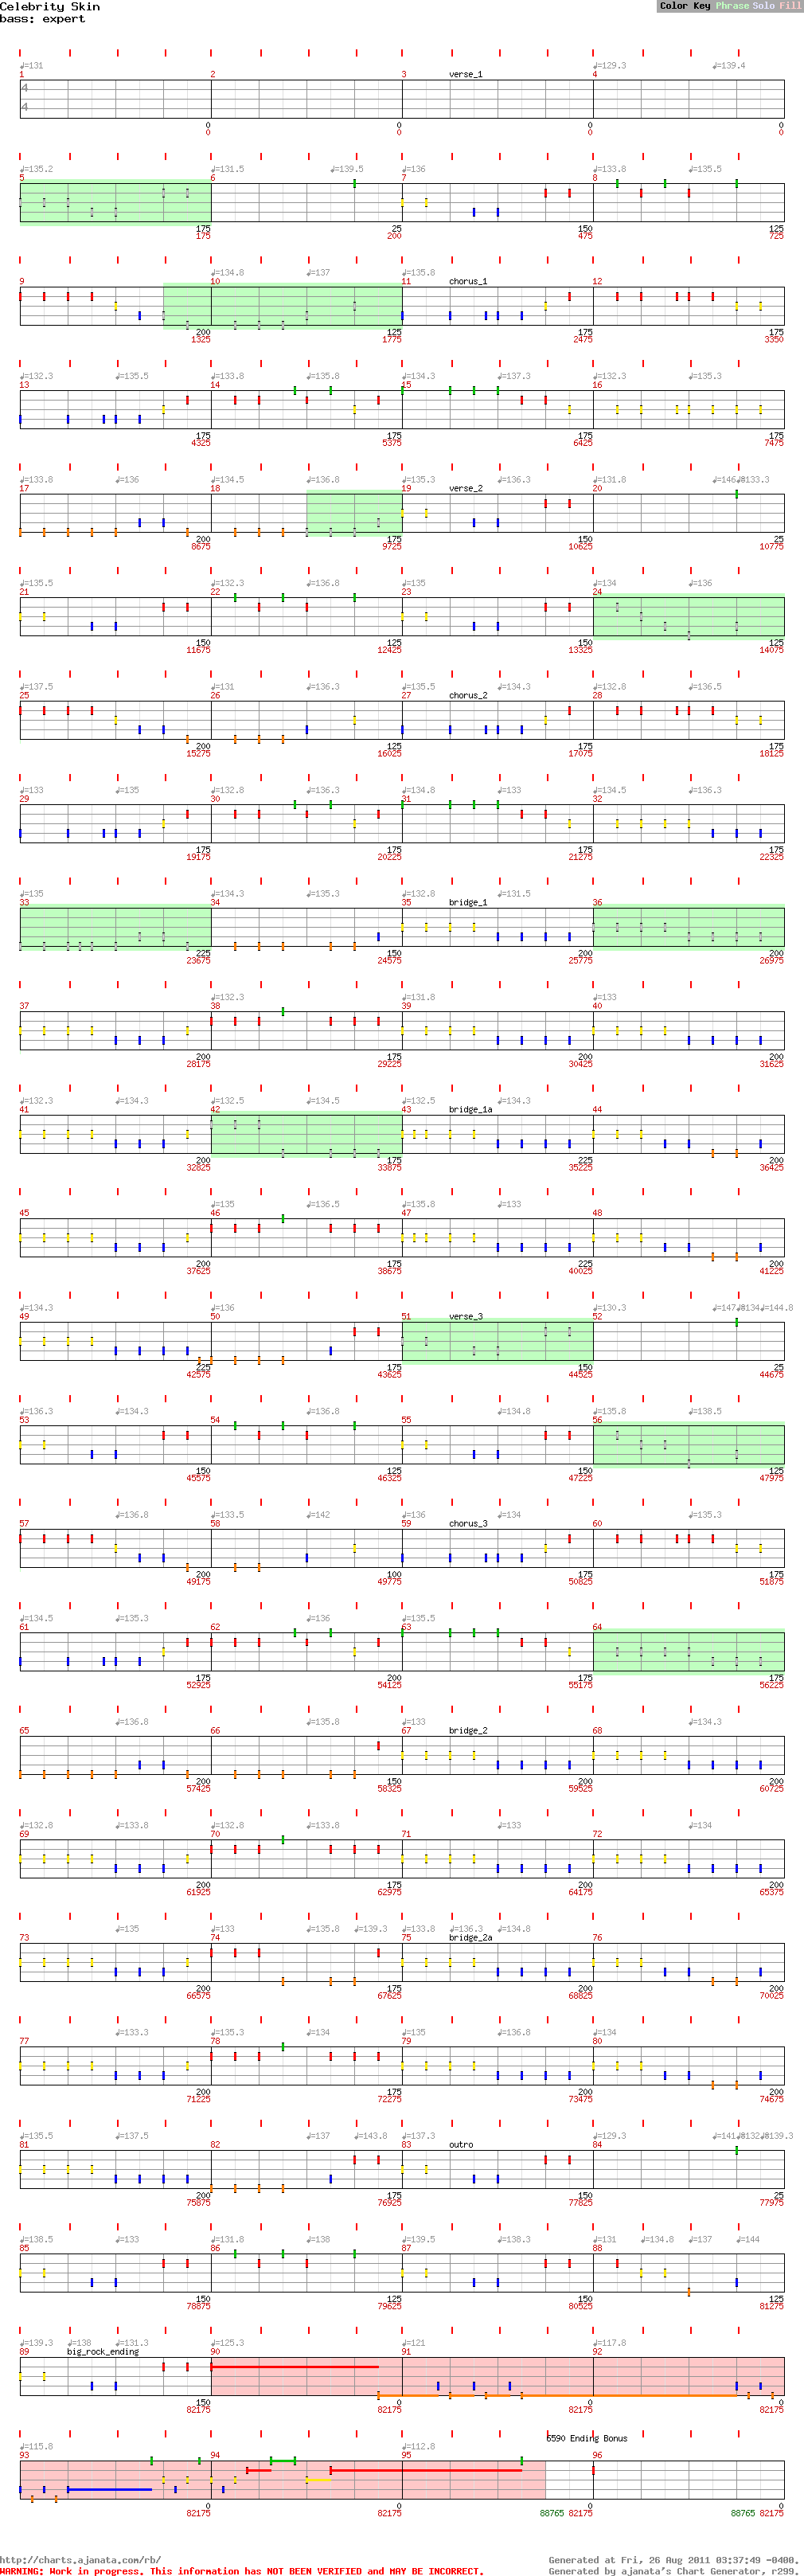 Celebrity Skin
bass: expert
Color Key Phrase Solo Fill
♩=131 ♩=129.3 ♩=139.4
1 2 3 verse_1 4
4
4
0 0 0 0
0 0 0 0
♩=135.2 ♩=131.5 ♩=139.5 ♩=136 ♩=133.8 ♩=135.5
5 6 7 8
175 25 150 125
175 200 475 725
♩=134.8 ♩=137 ♩=135.8
9 10 11 chorus_1 12
200 125 175 175
1325 1775 2475 3350
♩=132.3 ♩=135.5 ♩=133.8 ♩=135.8 ♩=134.3 ♩=137.3 ♩=132.3 ♩=135.3
13 14 15 16
175 175 175 175
4325 5375 6425 7475
♩=133.8 ♩=136 ♩=134.5 ♩=136.8 ♩=135.3 ♩=136.3 ♩=131.8 ♩=133.3
17 18 19 verse_2 20
200 175 150 25
8675 9725 10625 10775
♩=135.5 ♩=132.3 ♩=136.8 ♩=135 ♩=134 ♩=136
21 22 23 24
150 125 150 125
11675 12425 13325 14075
♩=137.5 ♩=131 ♩=136.3 ♩=135.5 ♩=134.3 ♩=132.8 ♩=136.5
25 26 27 chorus_2 28
200 125 175 175
15275 16025 17075 18125
♩=133 ♩=135 ♩=132.8 ♩=136.3 ♩=134.8 ♩=133 ♩=134.5 ♩=136.3
29 30 31 32
175 175 175 175
19175 20225 21275 22325
♩=135 ♩=134.3 ♩=135.3 ♩=132.8 ♩=131.5
33 34 35 bridge_1 36
225 150 200 200
23675 24575 25775 26975
♩=132.3 ♩=131.8 ♩=133
37 38 39 40
200 175 200 200
28175 29225 30425 31625
♩=132.3 ♩=134.3 ♩=132.5 ♩=134.5 ♩=132.5 ♩=134.3
41 42 43 bridge_1a 44
200 175 225 200
32825 33875 35225 36425
♩=135 ♩=136.5 ♩=135.8 ♩=133
45 46 47 48
200 175 225 200
37625 38675 40025 41225
♩=134.3 ♩=136 ♩=130.3 ♩=144.8
49 50 51 verse_3 52
225 175 150 25
42575 43625 44525 44675
♩=136.3 ♩=134.3 ♩=136.8 ♩=134.8 ♩=135.8 ♩=138.5
53 54 55 56
150 125 150 125
45575 46325 47225 47975
♩=136.8 ♩=133.5 ♩=142 ♩=136 ♩=134 ♩=135.3
57 58 59 chorus_3 60
200 100 175 175
49175 49775 50825 51875
♩=134.5 ♩=135.3 ♩=136 ♩=135.5
61 62 63 64
175 200 175 175
52925 54125 55175 56225
♩=136.8 ♩=135.8 ♩=133 ♩=134.3
65 66 67 bridge_2 68
200 150 200 200
57425 58325 59525 60725
♩=132.8 ♩=133.8 ♩=132.8 ♩=133.8 ♩=133 ♩=134
69 70 71 72
200 175 200 200
61925 62975 64175 65375
♩=135 ♩=133 ♩=135.8 ♩=139.3 ♩=133.8 ♩=136.3 ♩=134.8
73 74 75 bridge_2a 76
200 175 200 200
66575 67625 68825 70025
♩=133.3 ♩=135.3 ♩=134 ♩=135 ♩=136.8 ♩=134
77 78 79 80
200 175 200 200
71225 72275 73475 74675
♩=135.5 ♩=137.5 ♩=137 ♩=143.8 ♩=137.3 ♩=129.3 ♩=139.3
81 82 83 outro 84
200 175 150 25
75875 76925 77825 77975
♩=138.5 ♩=133 ♩=131.8 ♩=138 ♩=139.5 ♩=138.3 ♩=131 ♩=134.8 ♩=137 ♩=144
85 86 87 88
150 125 150 125
78875 79625 80525 81275
♩=139.3 ♩=138 ♩=131.3 ♩=125.3 ♩=121 ♩=117.8
89 big_rock_ending 90 91 92
150 0 0 0
82175 82175 82175 82175
♩=115.8 ♩=112.8 6590 Ending Bonus
93 94 95 96
0 0 0 0
82175 82175 88765 82175 88765 82175
http://charts.ajanata.com/rb/
Generated at Fri, 26 Aug 2011 03:37:49 -0400.
WARNING: Work in progress. This information has NOT BEEN VERIFIED and MAY BE INCORRECT.
Generated by ajanata's Chart Generator, r299.